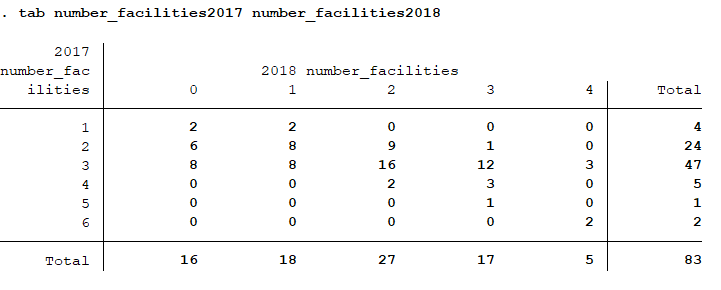 . tab number_facilities2017 number_facilities2018
2017
number_fac 2018 number_facilities
ilities 0 1 2 3 4 Total
1 2 2 0 0 0 4
2 6 8 9 1 0 24
3 8 8 16 12 3 47
4 0 0 2 3 0 5
5 0 0 0 1 0 1
6 0 0 0 0 2 2
Total 16 18 27 17 5 83